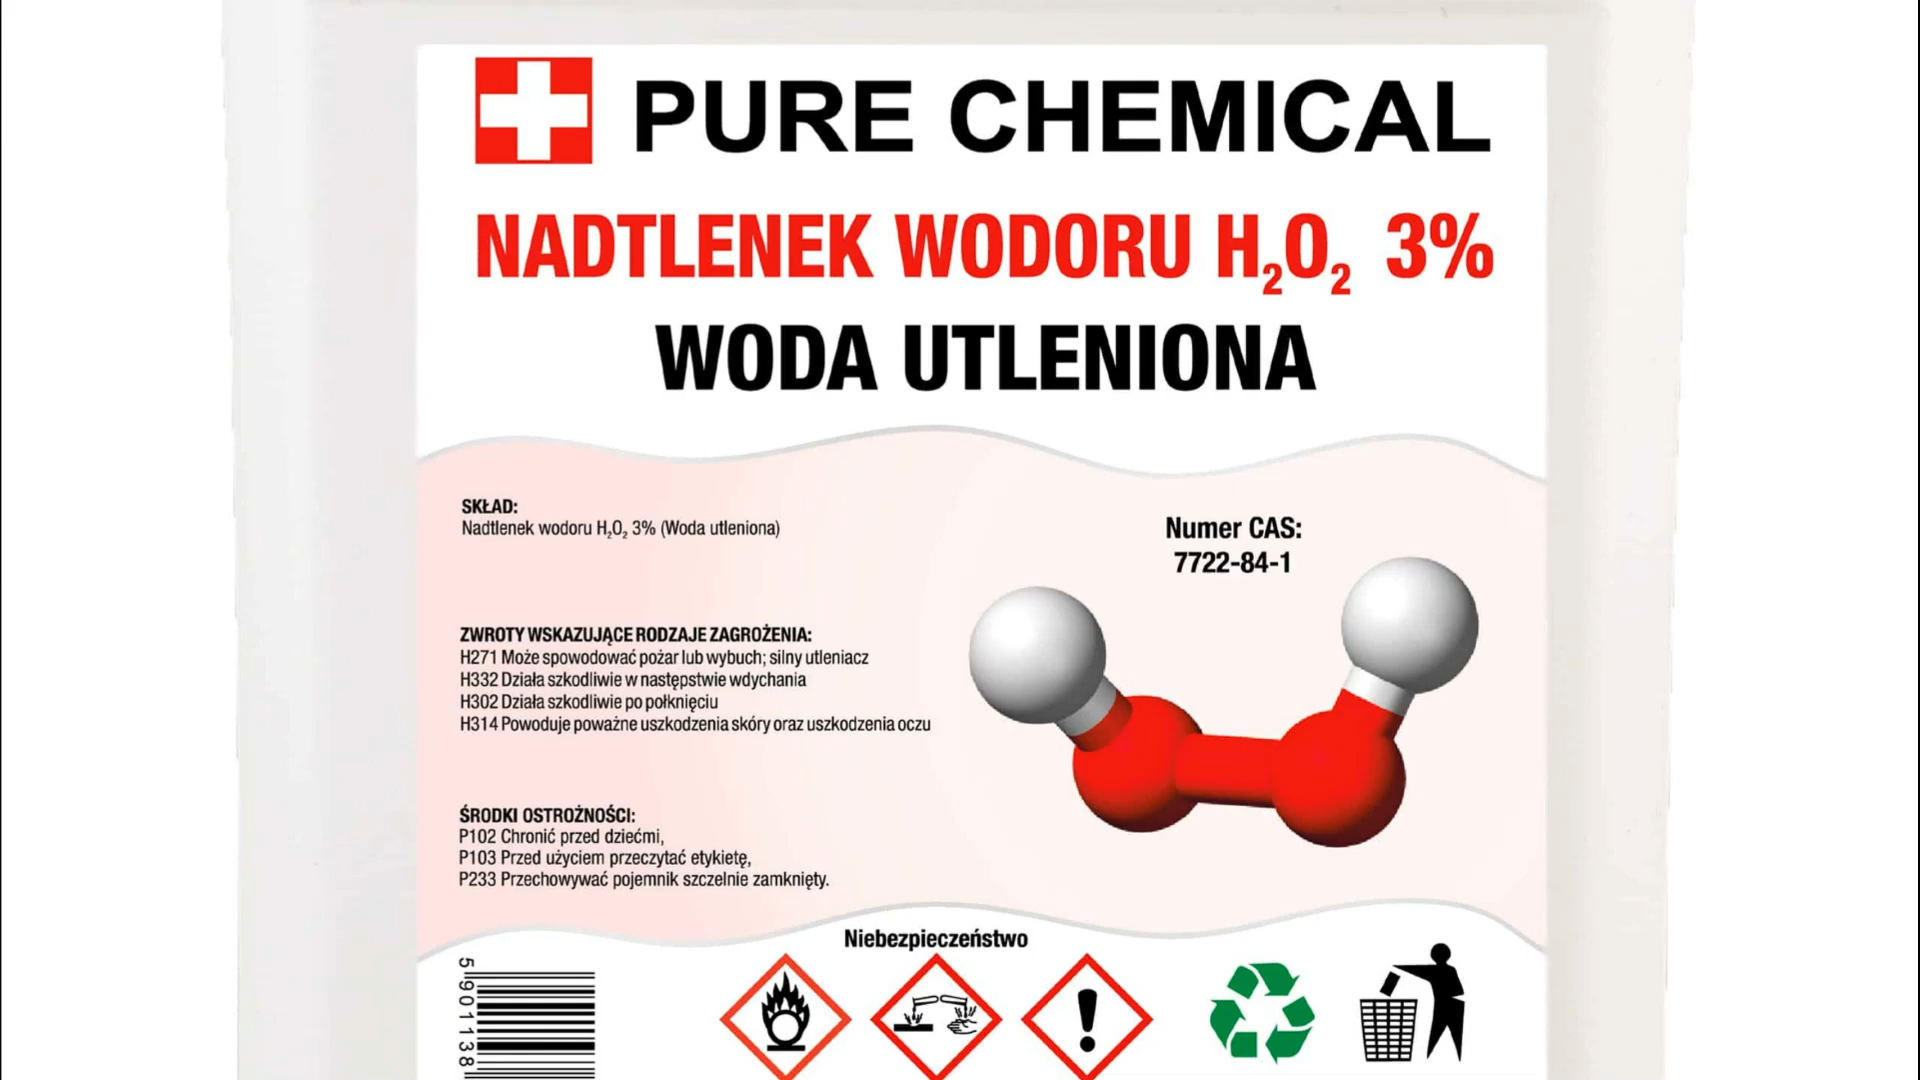 PURE CHEMICAL
NADTLENEK WODORU H₂O₂ 3%
WODA UTLENIONA
SKŁAD:
Nadtlenek wodoru H₂O₂ 3% (Woda utleniona)
Numer CAS:
7722-84-1
ZWROTY WSKAZUJĄCE RODZAJE ZAGROŻENIA:
H271 Może spowodować pożar lub wybuch; silny utleniacz
H332 Działa szkodliwie w następstwie wdychania
H302 Działa szkodliwie po połknięciu
H314 Powoduje poważne uszkodzenia skóry oraz uszkodzenia oczu
ŚRODKI OSTROŻNOŚCI:
P102 Chronić przed dziećmi,
P103 Przed użyciem przeczytać etykietę,
P233 Przechowywać pojemnik szczelnie zamknięty.
Niebezpieczeństwo
5 901138